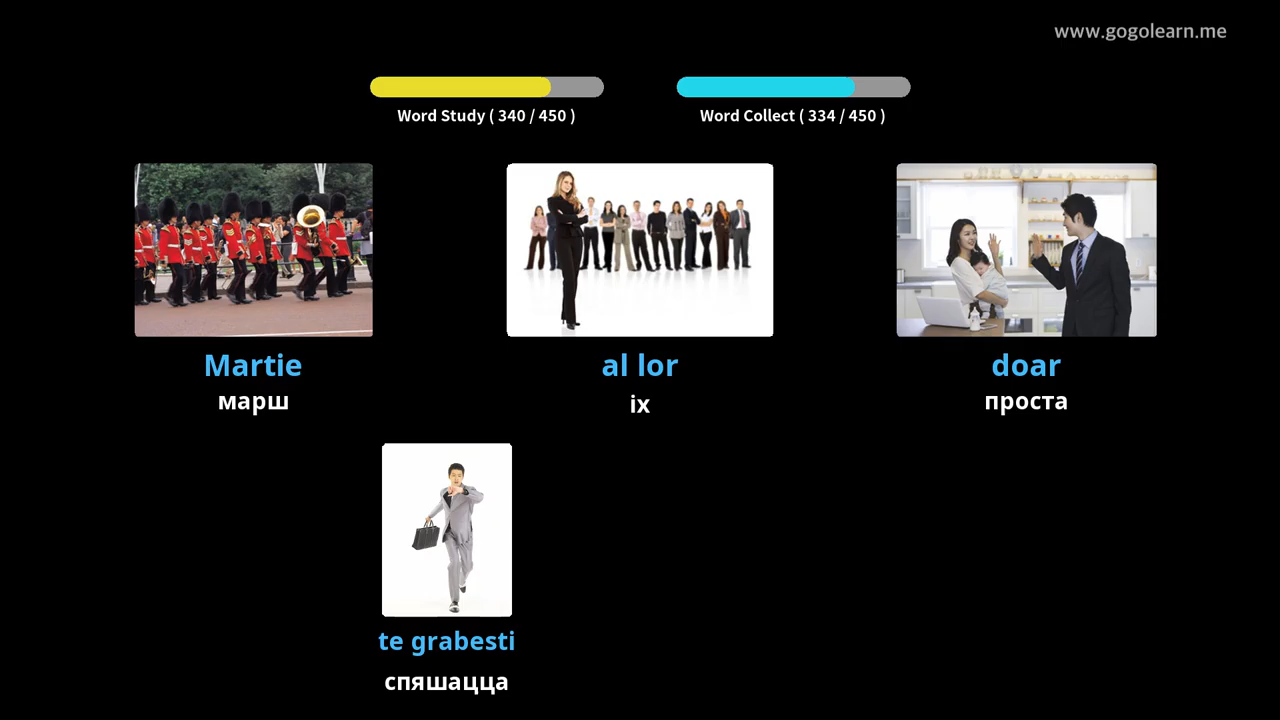 www.gogolearn.me
Word Study ( 340 / 450 )
Word Collect ( 334 / 450 )
Martie
марш
al lor
іх
doar
проста
te grabesti
спяшацца